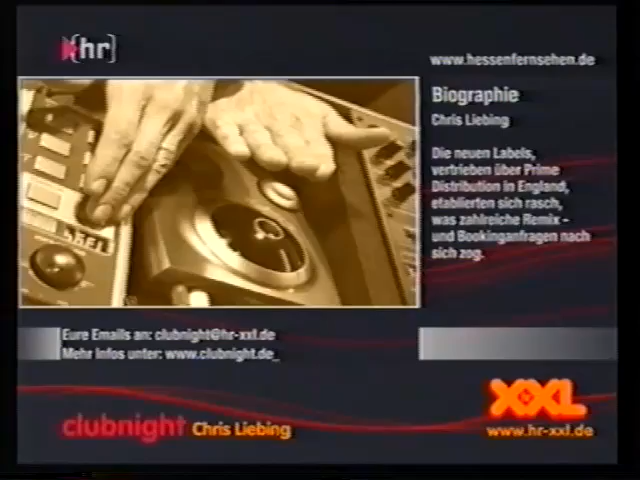 hr
www.hessenfernsehen.de
Biographie
Chris Liebing
Die neuen Labels,
vertrieben über Prime
Distribution in England,
etablierten sich rasch,
was zahlreiche Remix -
und Bookinganfragen nach
sich zog.
Eure Emails an: clubnight@hr-xxl.de
Mehr Infos unter: www.clubnight.de_
XXL
clubnight Chris Liebing
www.hr-xxl.de